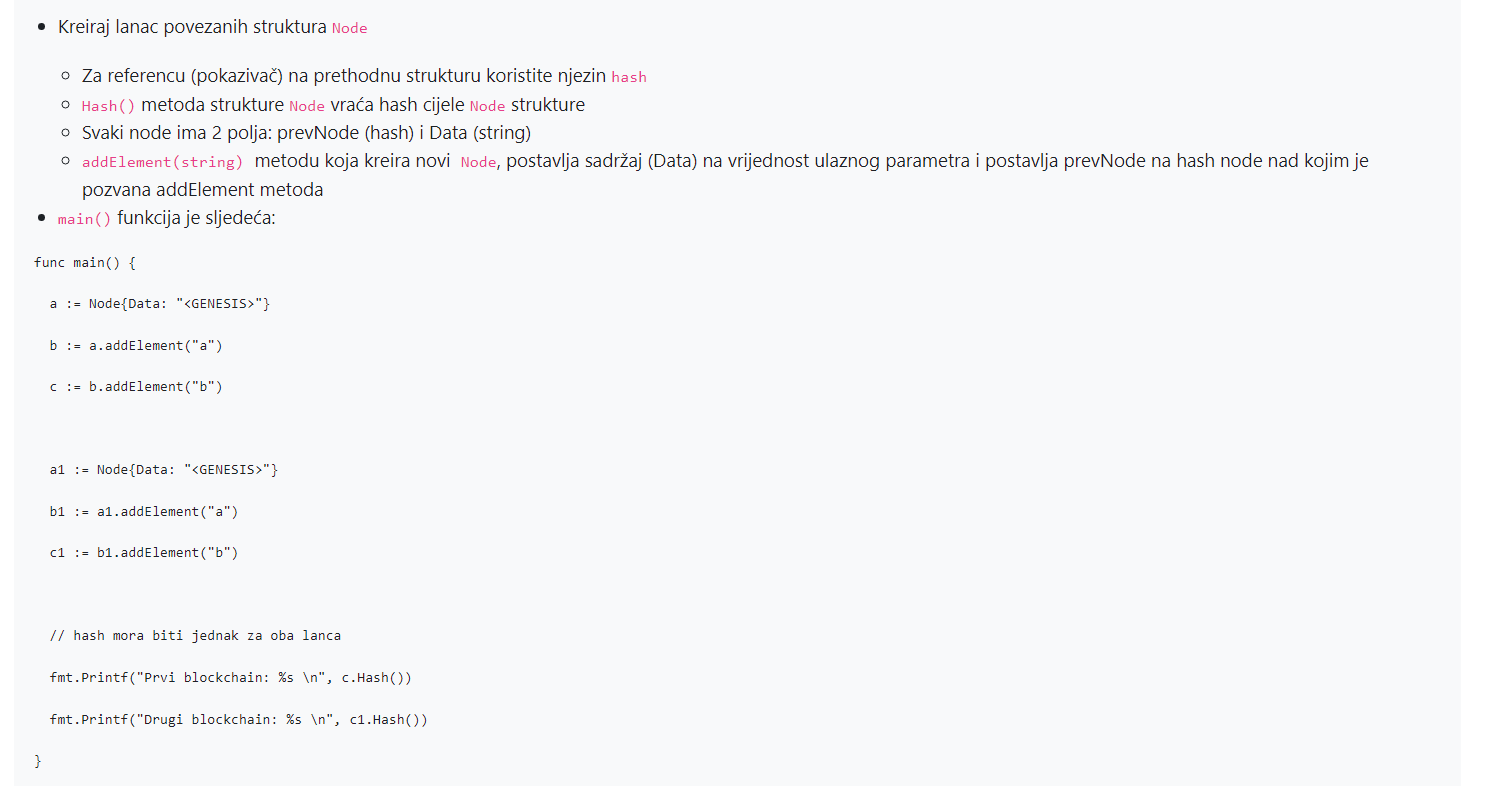 Kreiraj lanac povezanih struktura Node
Za referencu (pokazivač) na prethodnu strukturu koristite njezin hash
Hash() metoda strukture Node vraća hash cijele Node strukture
Svaki node ima 2 polja: prevNode (hash) i Data (string)
addElement(string) metodu koja kreira novi Node, postavlja sadržaj (Data) na vrijednost ulaznog parametra i postavlja prevNode na hash node nad kojim je
pozvana addElement metoda
main() funkcija je sljedeća:
func main() {
a := Node{Data: "<GENESIS>"}
b := a.addElement("a")
c := b.addElement("b")
a1 := Node{Data: "<GENESIS>"}
b1 := a1.addElement("a")
c1 := b1.addElement("b")
// hash mora biti jednak za oba lanca
fmt.Printf("Prvi blockchain: %s \n", c.Hash())
fmt.Printf("Drugi blockchain: %s \n", c1.Hash())
}